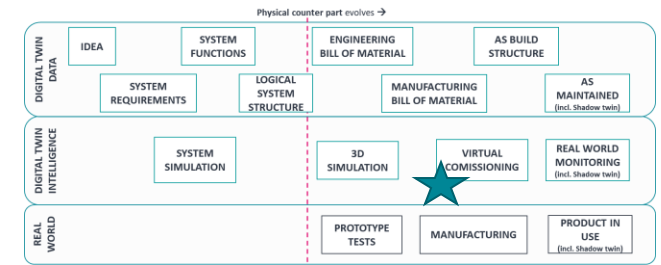 Physical counter part evolves →
DIGITAL TWIN
DATA
IDEA
SYSTEM
FUNCTIONS
ENGINEERING
BILL OF MATERIAL
AS BUILD
STRUCTURE
SYSTEM
REQUIREMENTS
LOGICAL
SYSTEM
STRUCTURE
MANUFACTURING
BILL OF MATERIAL
AS
MAINTAINED
(incl. Shadow twin)
DIGITAL TWIN
INTELLIGENCE
SYSTEM
SIMULATION
3D
SIMULATION
VIRTUAL
COMISSIONING
REAL WORLD
MONITORING
(incl. Shadow twin)
REAL
WORLD
PROTOTYPE
TESTS
MANUFACTURING
PRODUCT IN
USE
(incl. Shadow twin)